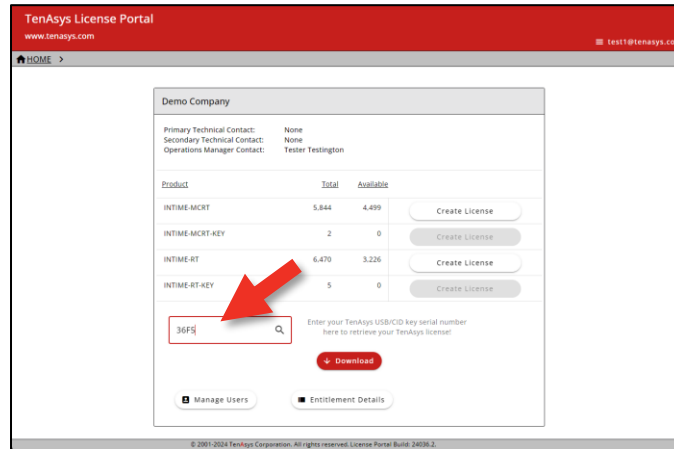 TenAsys License Portal
www.tenasys.com
test1@tenasys.co
HOME >
Demo Company
Primary Technical Contact: None
Secondary Technical Contact: None
Operations Manager Contact: Tester Testington
Product Total Available
INTIME-MCRT 5,844 4,499 Create License
INTIME-MCRT-KEY 2 0 Create License
INTIME-RT 6,470 3,226 Create License
INTIME-RT-KEY 5 0 Create License
36F5
Enter your TenAsys USB/CID key serial number
here to retrieve your TenAsys license!
Download
Manage Users Entitlement Details
© 2001-2024 TenAsys Corporation. All rights reserved. License Portal Build: 24036.2.